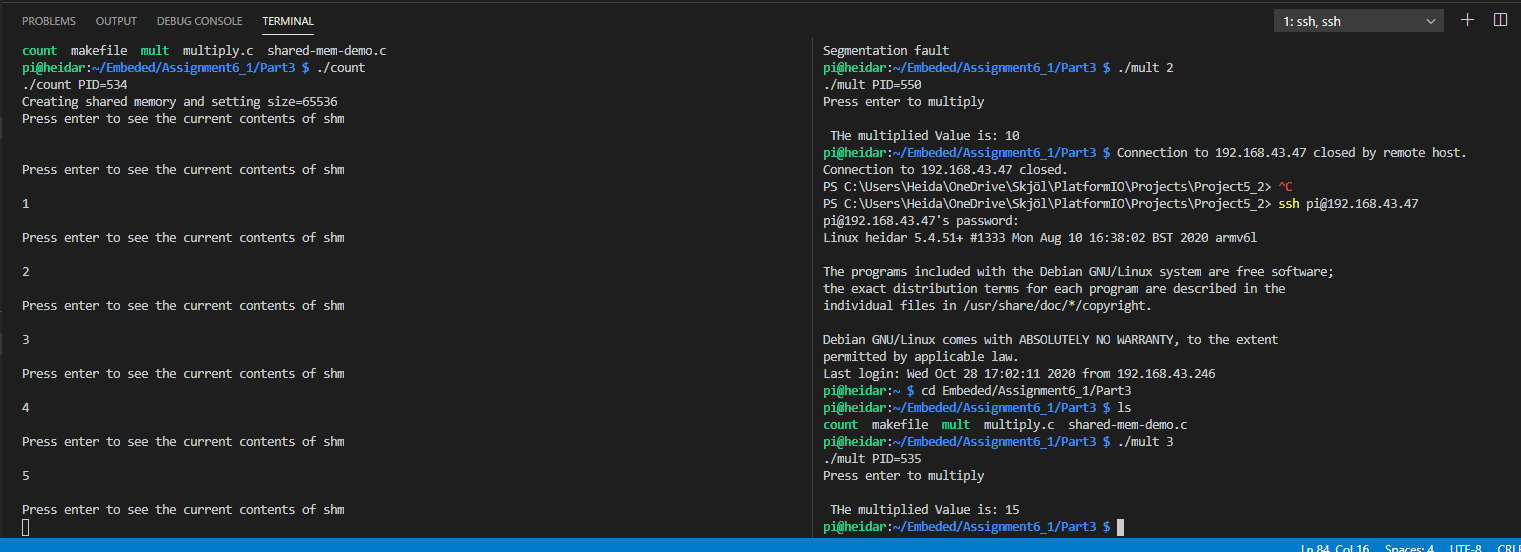 PROBLEMS OUTPUT DEBUG CONSOLE TERMINAL
1: ssh, ssh
count makefile mult multiply.c shared-mem-demo.c
pi@heidar:~/Embeded/Assignment6_1/Part3 $ ./count
./count PID=534
Creating shared memory and setting size=65536
Press enter to see the current contents of shm
Press enter to see the current contents of shm
1
Press enter to see the current contents of shm
2
Press enter to see the current contents of shm
3
Press enter to see the current contents of shm
4
Press enter to see the current contents of shm
5
Press enter to see the current contents of shm
Segmentation fault
pi@heidar:~/Embeded/Assignment6_1/Part3 $ ./mult 2
./mult PID=550
Press enter to multiply
THe multiplied Value is: 10
pi@heidar:~/Embeded/Assignment6_1/Part3 $ Connection to 192.168.43.47 closed by remote host.
Connection to 192.168.43.47 closed.
PS C:\Users\Heida\OneDrive\Skjöl\PlatformIO\Projects\Project5_2> ^C
PS C:\Users\Heida\OneDrive\Skjöl\PlatformIO\Projects\Project5_2> ssh pi@192.168.43.47
pi@192.168.43.47's password:
Linux heidar 5.4.51+ #1333 Mon Aug 10 16:38:02 BST 2020 armv6l
The programs included with the Debian GNU/Linux system are free software;
the exact distribution terms for each program are described in the
individual files in /usr/share/doc/*/copyright.
Debian GNU/Linux comes with ABSOLUTELY NO WARRANTY, to the extent
permitted by applicable law.
Last login: Wed Oct 28 17:02:11 2020 from 192.168.43.246
pi@heidar:~ $ cd Embeded/Assignment6_1/Part3
pi@heidar:~/Embeded/Assignment6_1/Part3 $ ls
count makefile mult multiply.c shared-mem-demo.c
pi@heidar:~/Embeded/Assignment6_1/Part3 $ ./mult 3
./mult PID=535
Press enter to multiply
THe multiplied Value is: 15
pi@heidar:~/Embeded/Assignment6_1/Part3 $
Ln 84, Col 16 Spaces: 4 UTF-8 CRLF